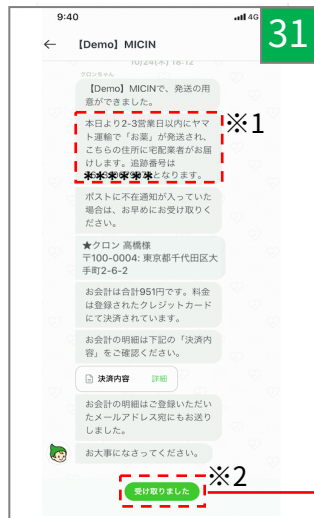 9:40
4G
31
← 【Demo】MICIN
10/24(木) 18:12
クロンちゃん
【Demo】MICINで、発送の用
意ができました。
本日より2-3営業日以内にヤマ
ト運輸で「お薬」が発送され、
こちらの住所に宅配業者がお届
けします。追跡番号は
******となります。
※1
ポストに不在通知が入っていた
場合は、お早めにお受け取りく
ださい。
★クロン 高橋様
〒100-0004: 東京都千代田区大
手町2-6-2
お会計は合計951円です。料金
は登録されたクレジットカード
にて決済されています。
お会計の明細は下記の「決済内
容」をご確認ください。
決済内容 詳細
お会計の明細はご登録いただい
たメールアドレス宛にもお送り
しました。
お大事になさってください。
※2
受け取りました